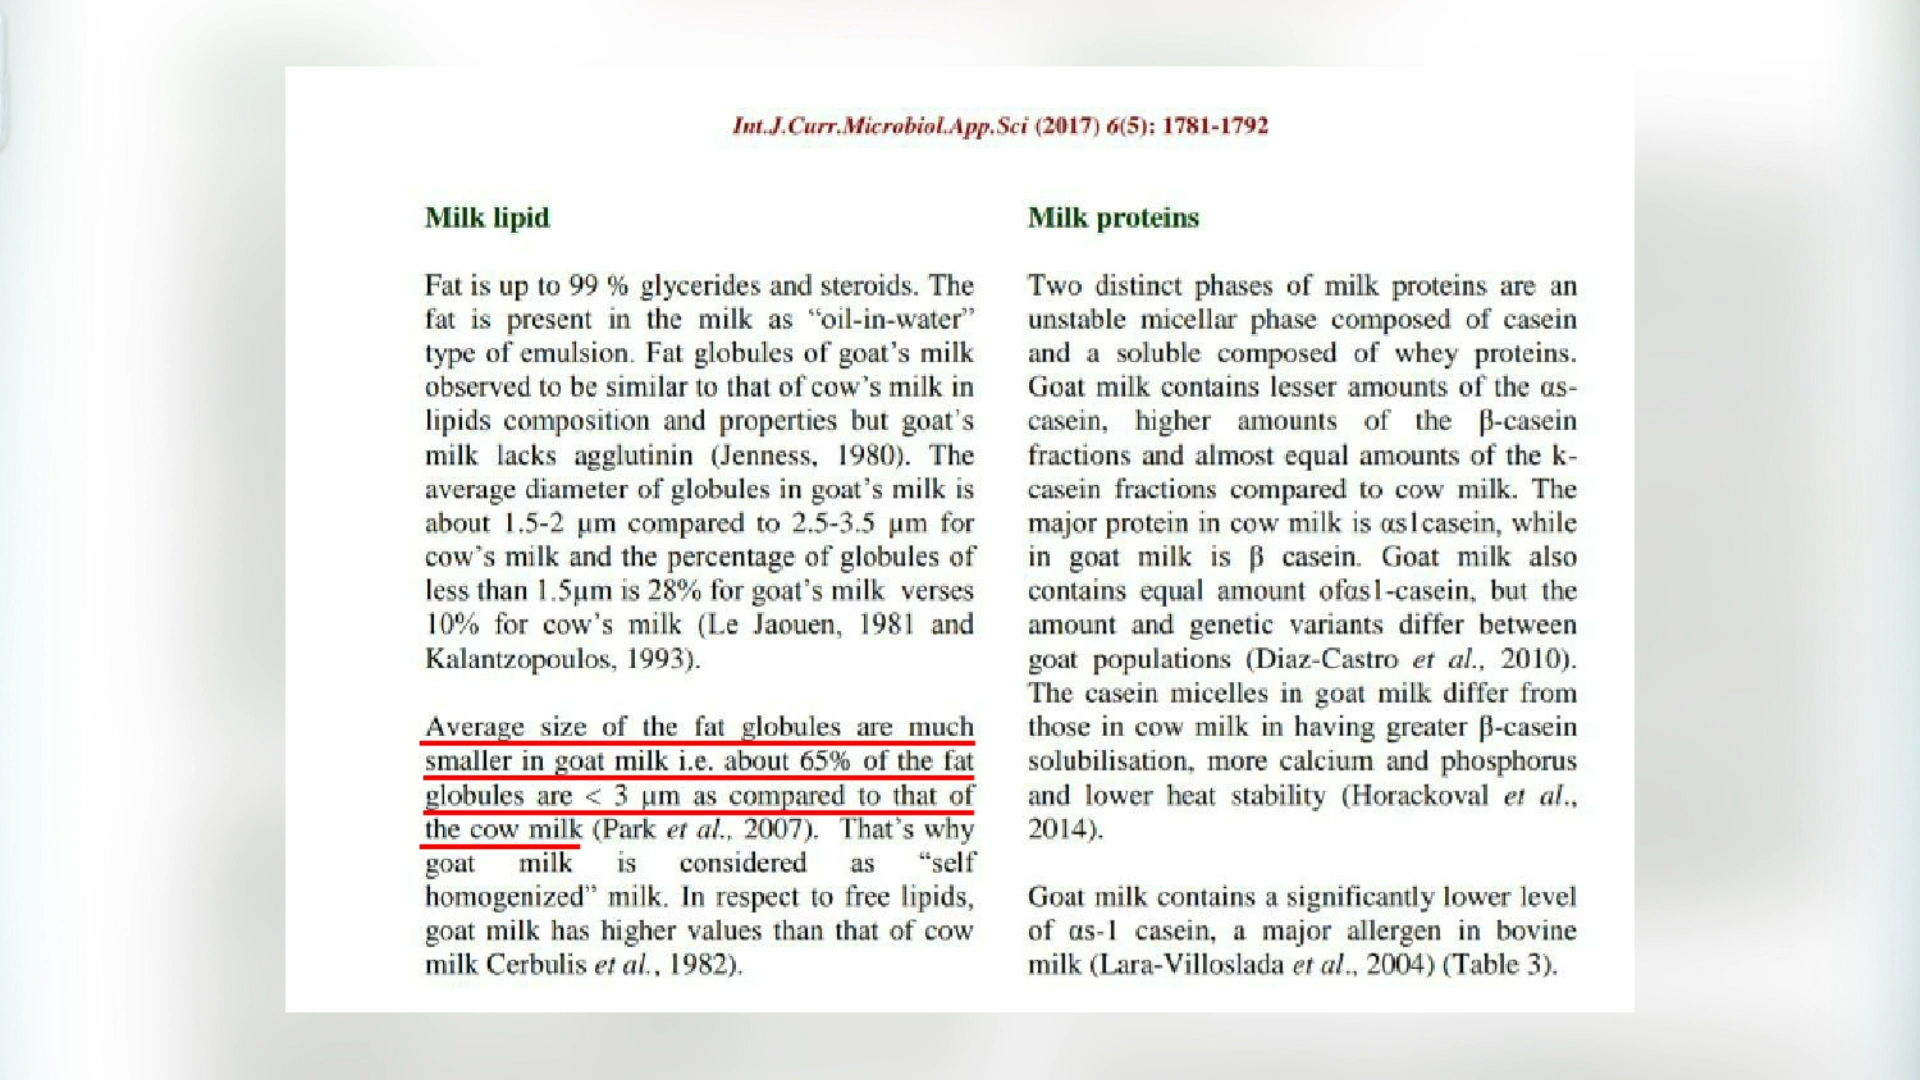 Int.J.Curr.Microbiol.App.Sci (2017) 6(5): 1781-1792
Milk lipid
Fat is up to 99 % glycerides and steroids. The
fat is present in the milk as “oil-in-water”
type of emulsion. Fat globules of goat’s milk
observed to be similar to that of cow’s milk in
lipids composition and properties but goat’s
milk lacks agglutinin (Jenness, 1980). The
average diameter of globules in goat’s milk is
about 1.5-2 µm compared to 2.5-3.5 µm for
cow’s milk and the percentage of globules of
less than 1.5µm is 28% for goat’s milk verses
10% for cow’s milk (Le Jaouen, 1981 and
Kalantzopoulos, 1993).
Average size of the fat globules are much
smaller in goat milk i.e. about 65% of the fat
globules are < 3 µm as compared to that of
the cow milk (Park et al., 2007). That’s why
goat milk is considered as “self
homogenized” milk. In respect to free lipids,
goat milk has higher values than that of cow
milk Cerbulis et al., 1982).
Milk proteins
Two distinct phases of milk proteins are an
unstable micellar phase composed of casein
and a soluble composed of whey proteins.
Goat milk contains lesser amounts of the αs-
casein, higher amounts of the β-casein
fractions and almost equal amounts of the k-
casein fractions compared to cow milk. The
major protein in cow milk is αs1casein, while
in goat milk is β casein. Goat milk also
contains equal amount ofαs1-casein, but the
amount and genetic variants differ between
goat populations (Diaz-Castro et al., 2010).
The casein micelles in goat milk differ from
those in cow milk in having greater β-casein
solubilisation, more calcium and phosphorus
and lower heat stability (Horackoval et al.,
2014).
Goat milk contains a significantly lower level
of αs-1 casein, a major allergen in bovine
milk (Lara-Villoslada et al., 2004) (Table 3).